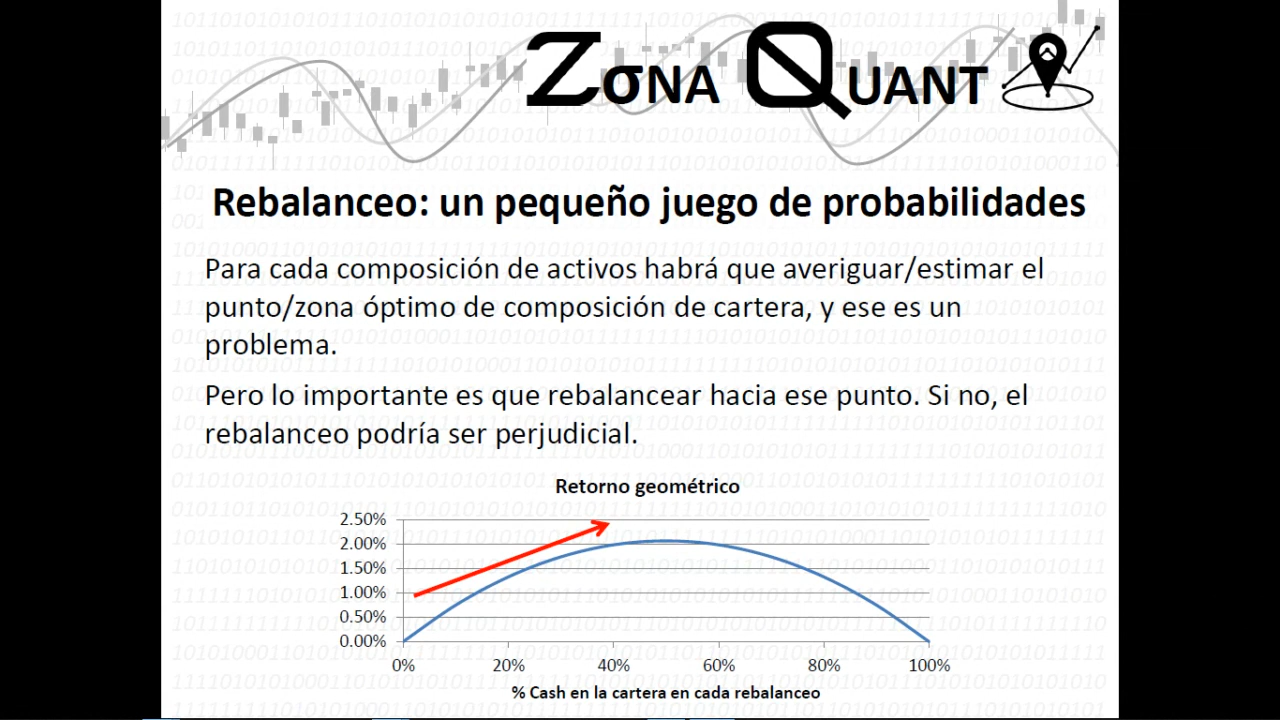 ZσNA QUANT
Rebalanceo: un pequeño juego de probabilidades
Para cada composición de activos habrá que averiguar/estimar el
punto/zona óptimo de composición de cartera, y ese es un
problema.
Pero lo importante es que rebalancear hacia ese punto. Si no, el
rebalanceo podría ser perjudicial.
Retorno geométrico
2.50%
2.00%
1.50%
1.00%
0.50%
0.00%
0% 20% 40% 60% 80% 100%
% Cash en la cartera en cada rebalanceo